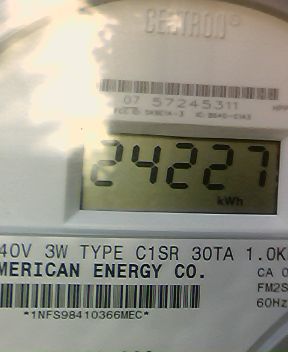 CENTRON®
07 57245311
24227
kWh
40V 3W TYPE C1SR 30TA 1.0K
MERICAN ENERGY CO. CA 0
FM2S
60Hz
*1NFS98410366MEC*